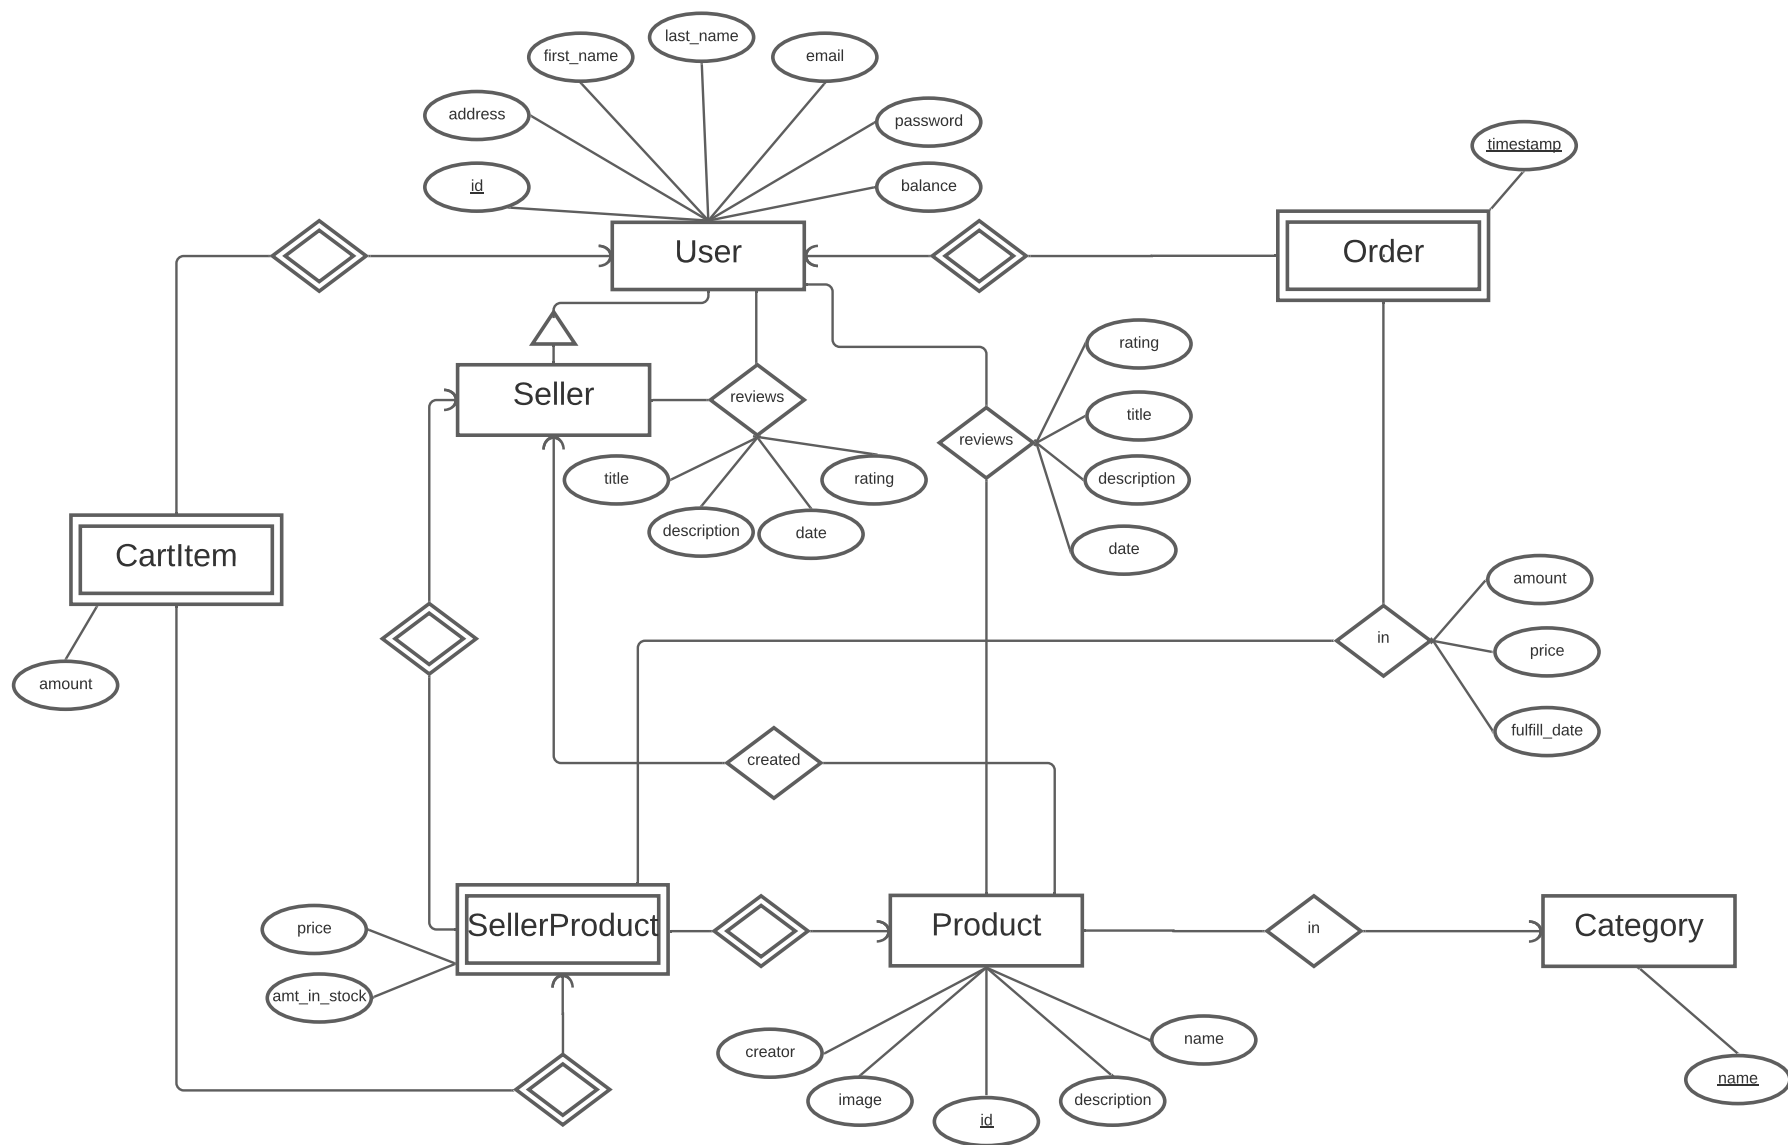 last_name
first_name
email
address
password
timestamp
id
balance
User
Order
rating
Seller
reviews
title
reviews
title
rating
description
description
date
date
CartItem
amount
in
price
amount
fulfill_date
created
price
SellerProduct
Product
in
Category
amt_in_stock
name
creator
name
image
description
id